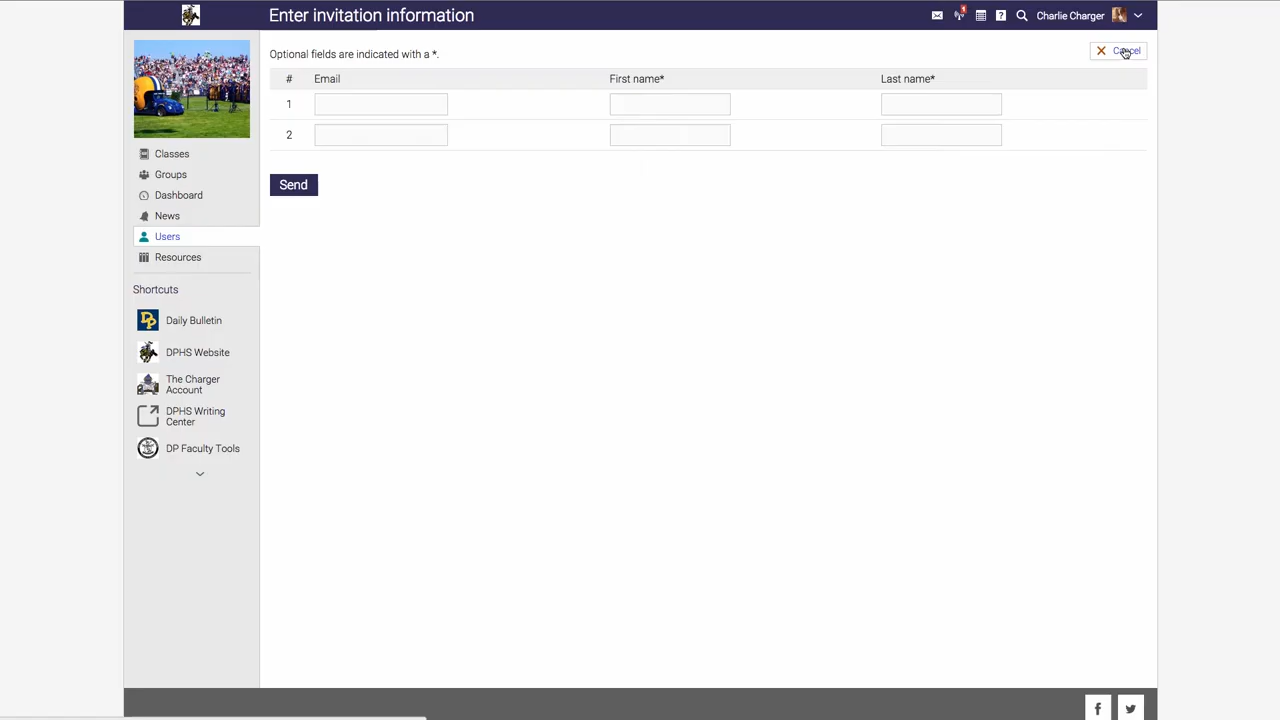 Enter invitation information
1
?
Charlie Charger
Optional fields are indicated with a *.
Cancel
# Email First name* Last name*
1
2
Send
Classes
Groups
Dashboard
News
Users
Resources
Shortcuts
DP
Daily Bulletin
DPHS Website
The Charger
Account
DPHS Writing
Center
DP Faculty Tools
f